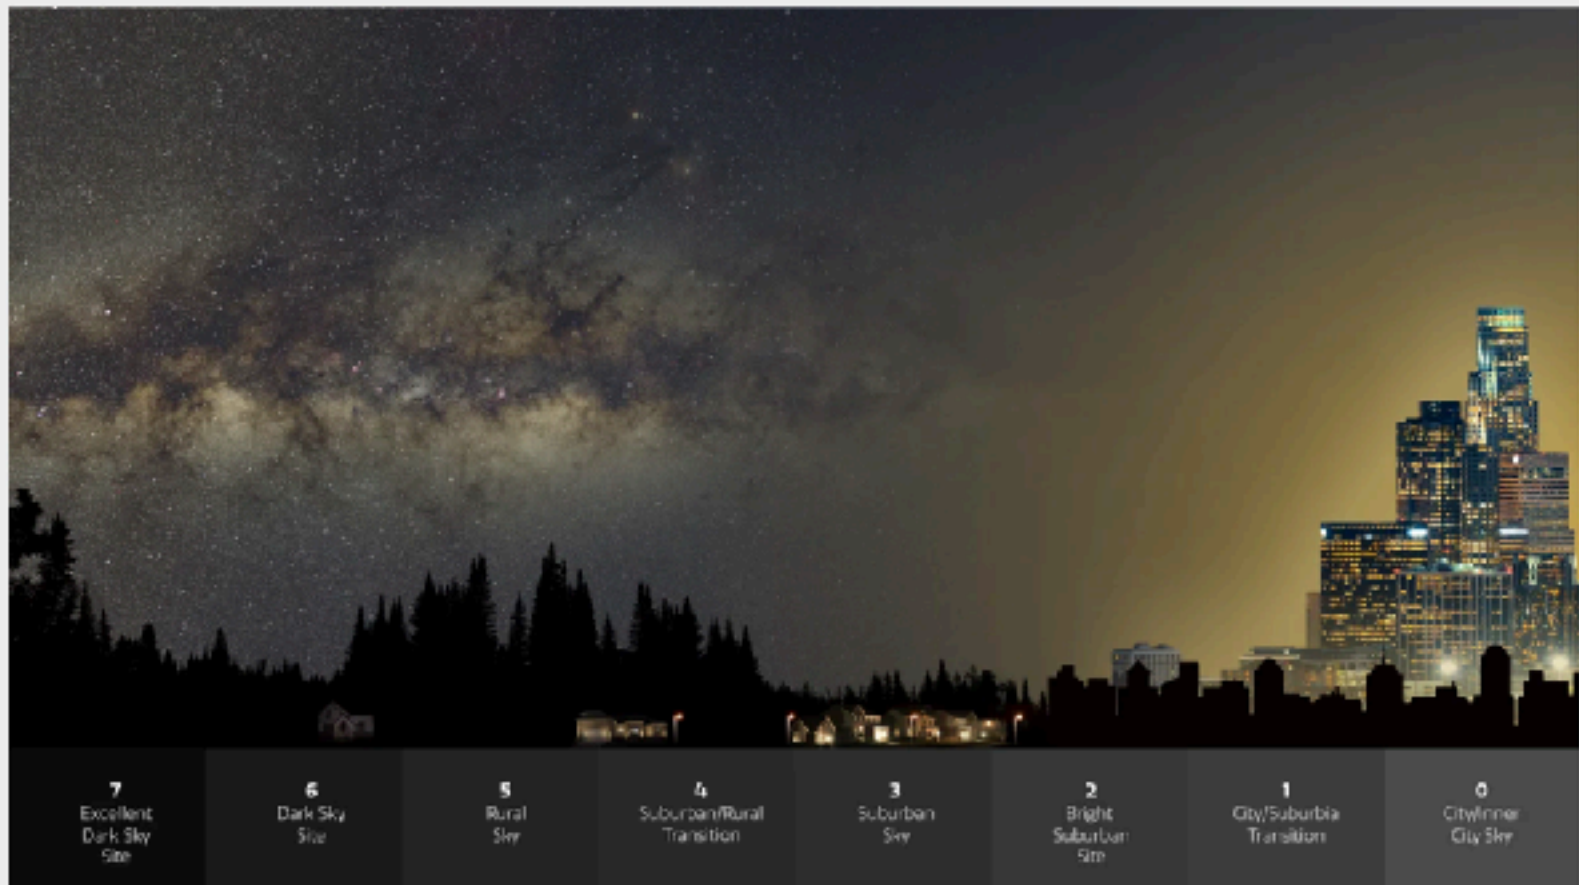 7
Excellent
Dark Sky
Site
6
Dark Sky
Site
5
Rural
Sky
4
Suburban/Rural
Transition
3
Suburban
Sky
2
Bright
Suburban
Site
1
City/Suburbia
Transition
0
City/Inner
City Sky